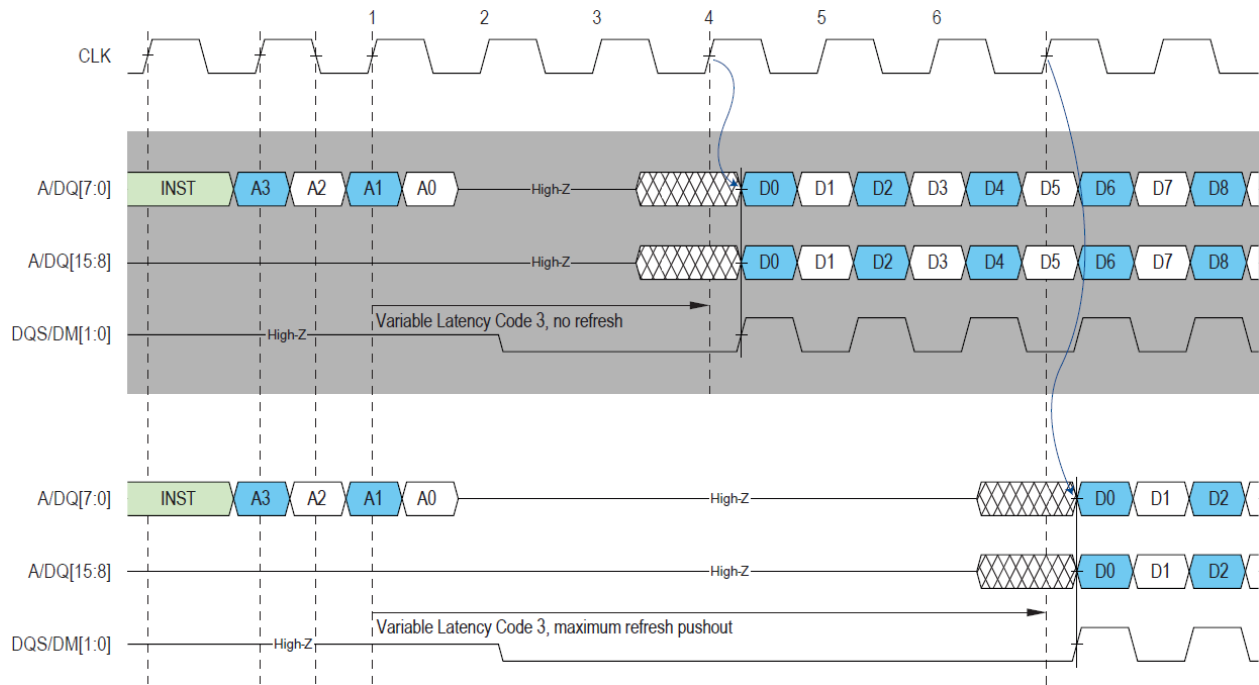 1 2 3 4 5 6
CLK
A/DQ[7:0] INST A3 A2 A1 A0 High-Z D0 D1 D2 D3 D4 D5 D6 D7 D8
A/DQ[15:8] High-Z D0 D1 D2 D3 D4 D5 D6 D7 D8
Variable Latency Code 3, no refresh
DQS/DM[1:0] High-Z
A/DQ[7:0] INST A3 A2 A1 A0 High-Z D0 D1 D2
A/DQ[15:8] High-Z D0 D1 D2
Variable Latency Code 3, maximum refresh pushout
DQS/DM[1:0] High-Z